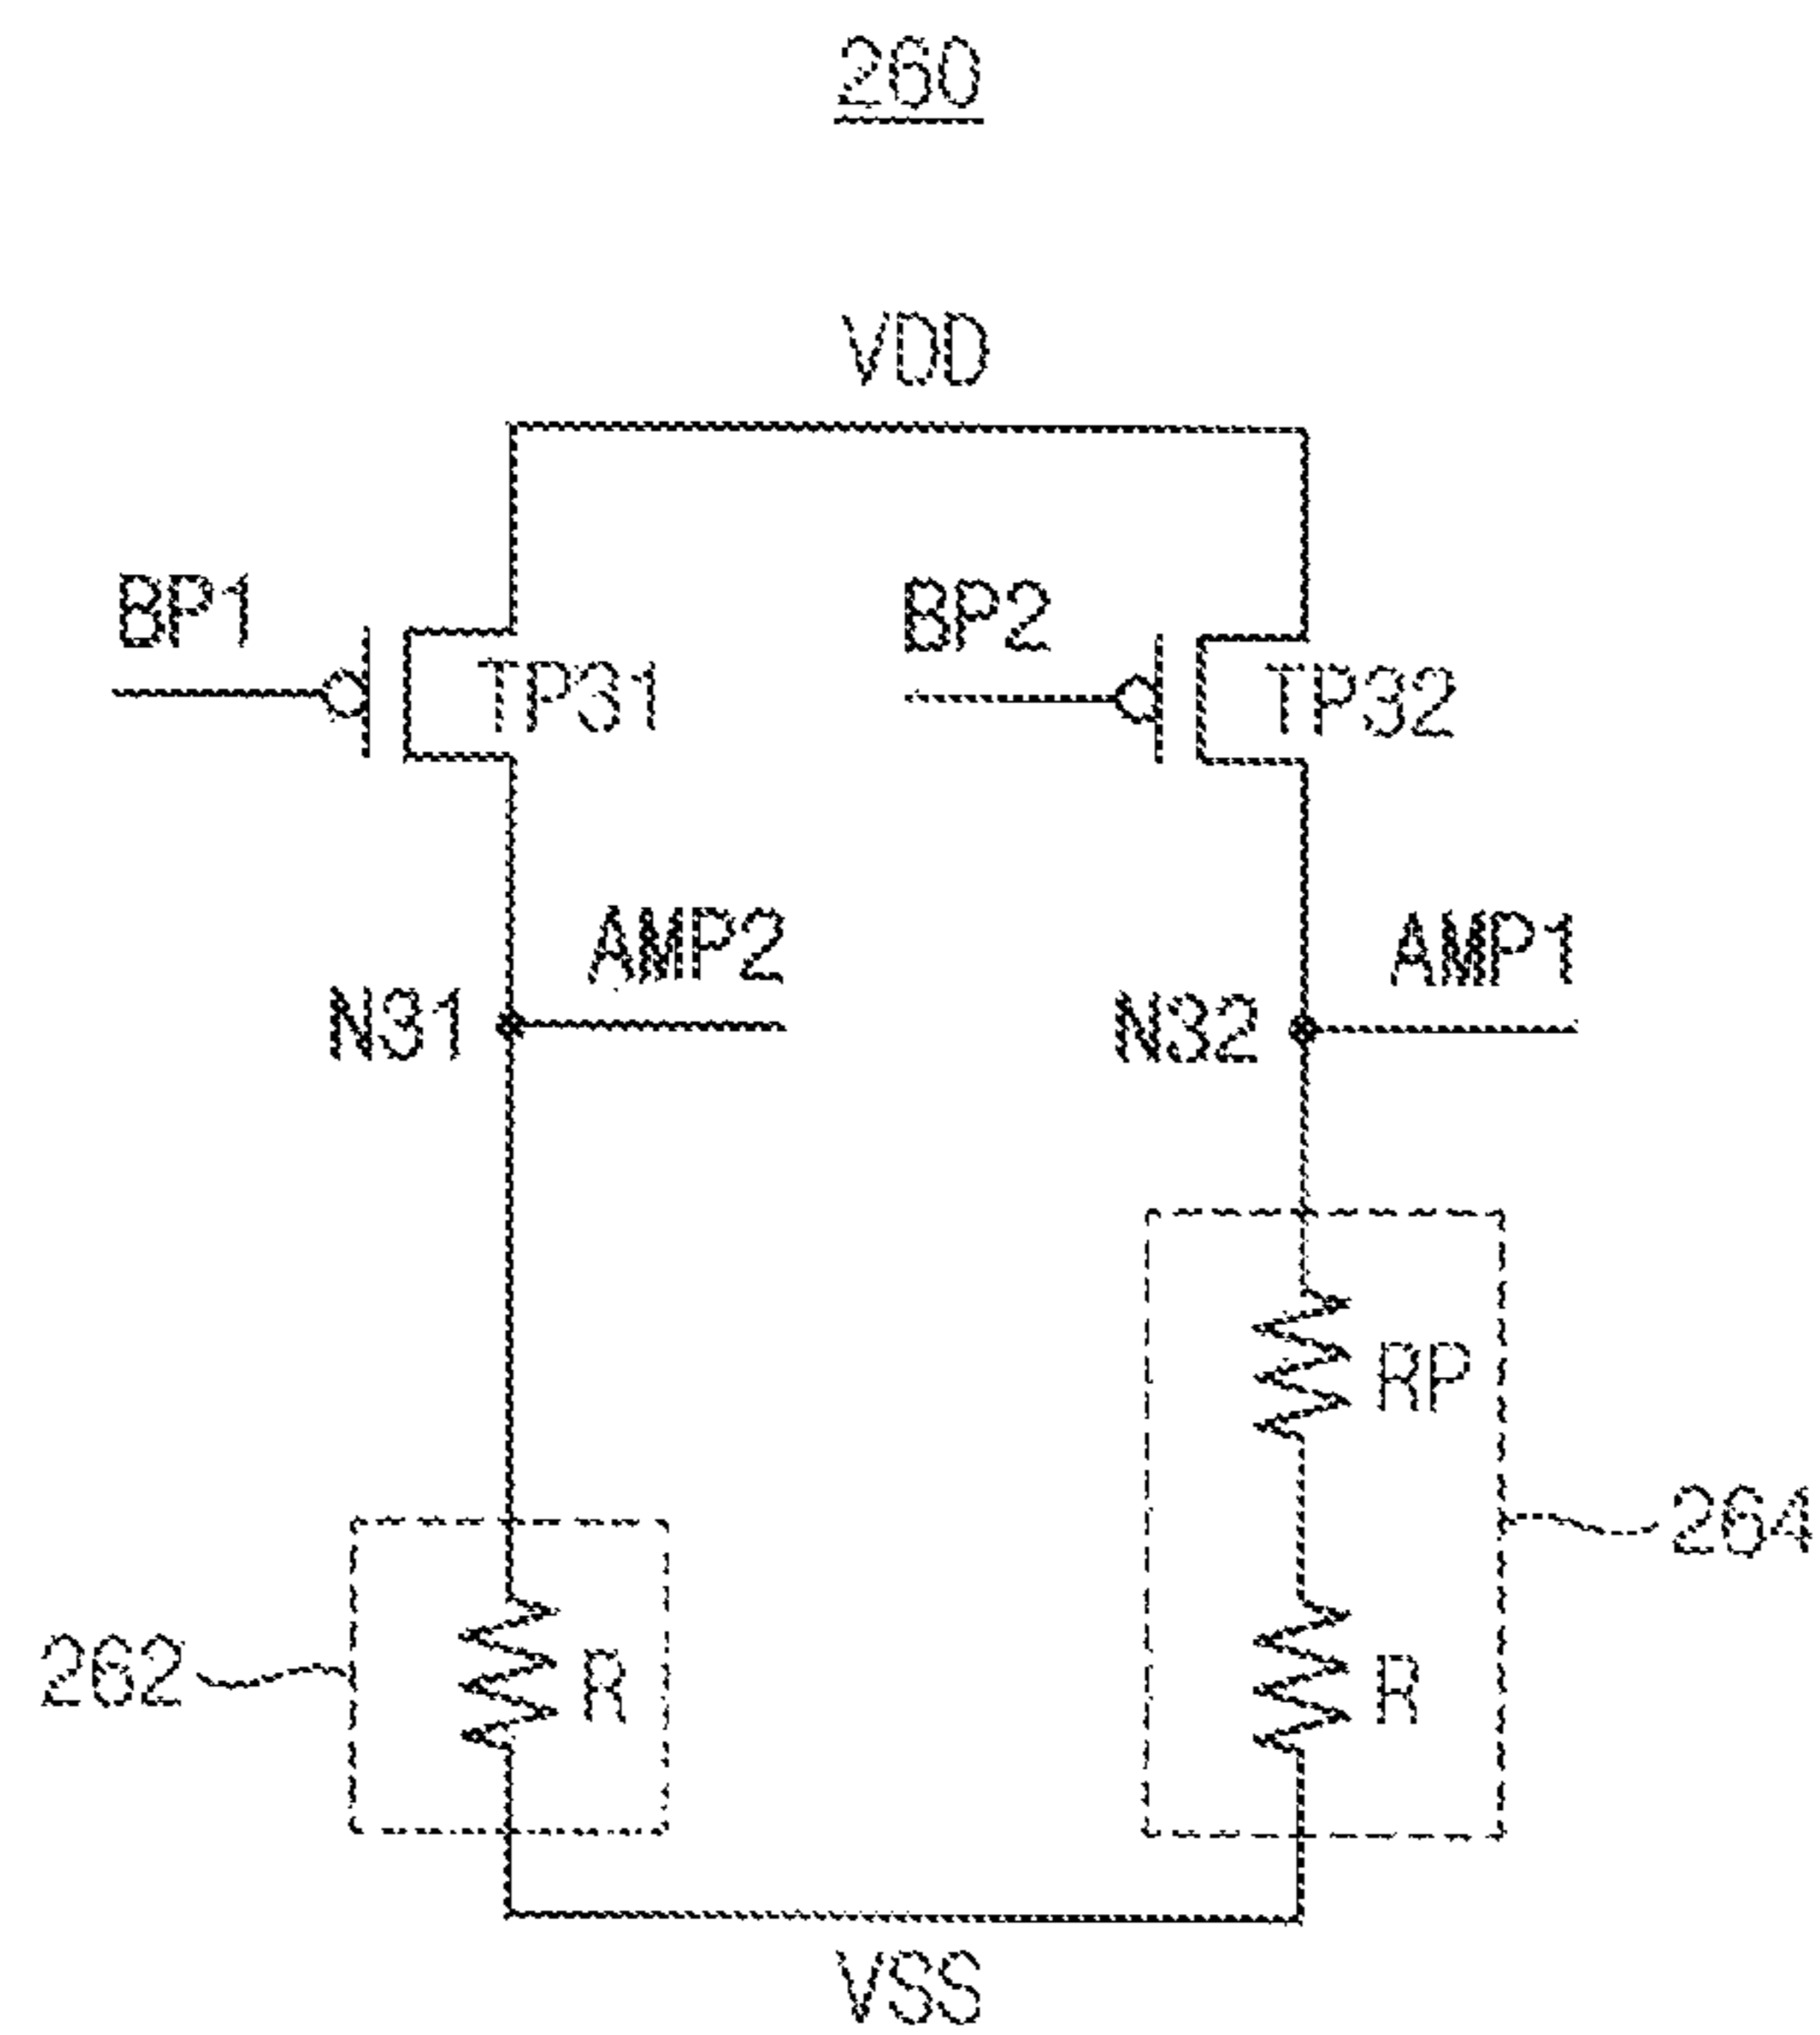 260
VDD
BP1
BP2
TP31
TP32
AMP2
AMP1
N31
N32
RP
264
262
R
R
VSS